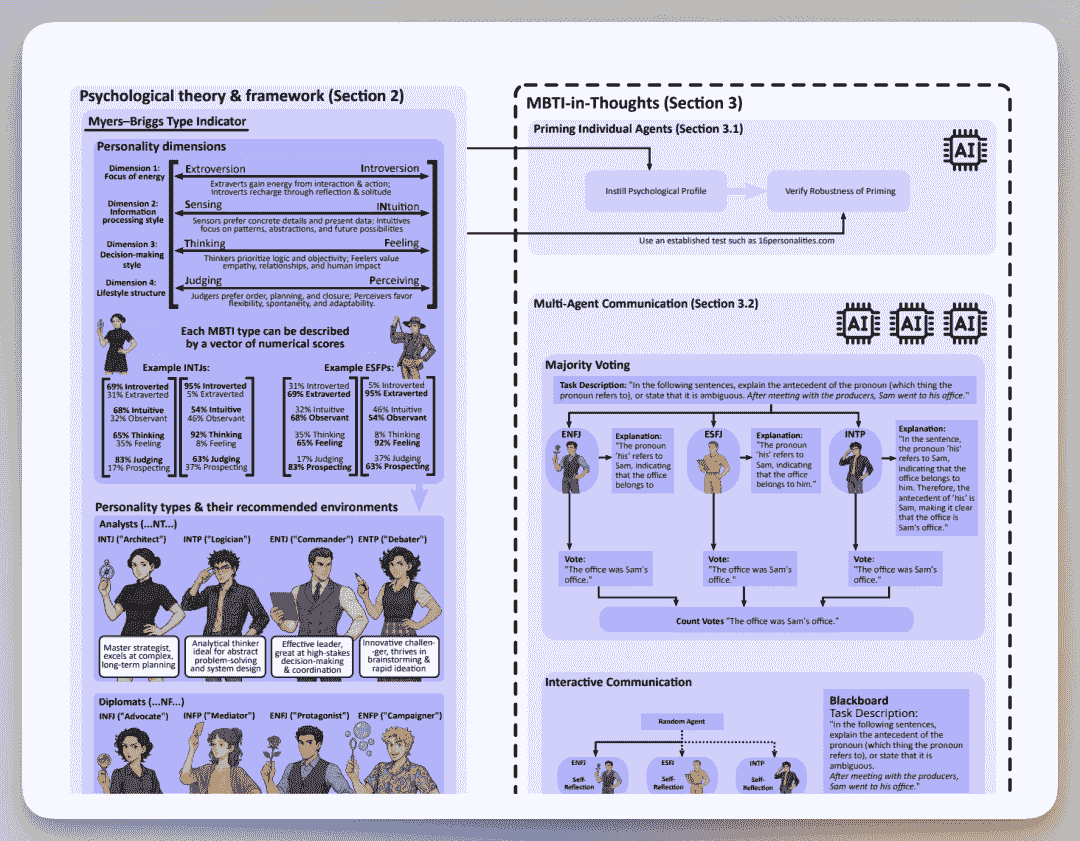 Psychological theory & framework (Section 2)
Myers–Briggs Type Indicator
Personality dimensions
Dimension 1:
Focus of energy
Extroversion
Introversion
Extraverts gain energy from interaction & action;
Introverts recharge through reflection & solitude
Dimension 2:
Information
processing style
Sensing
INtuition
Sensors prefer concrete details and present data; Intuitives
focus on patterns, abstractions, and future possibilities
Dimension 3:
Decision-making
style
Thinking
Feeling
Thinkers prioritize logic and objectivity; Feelers value
empathy, relationships, and human impact
Dimension 4:
Lifestyle structure
Judging
Perceiving
Judgers prefer order, planning, and closure; Perceivers favor
flexibility, spontaneity, and adaptability.
Each MBTI type can be described
by a vector of numerical scores
Example INTJs:
69% Introverted
31% Extraverted
68% Intuitive
32% Observant
65% Thinking
35% Feeling
83% Judging
17% Prospecting
95% Introverted
5% Extraverted
54% Intuitive
46% Observant
92% Thinking
8% Feeling
63% Judging
37% Prospecting
Example ESFPs:
31% Introverted
69% Extraverted
32% Intuitive
68% Observant
35% Thinking
65% Feeling
17% Judging
83% Prospecting
5% Introverted
95% Extraverted
46% Intuitive
54% Observant
8% Thinking
92% Feeling
37% Judging
63% Prospecting
Personality types & their recommended environments
Analysts (...NT...)
INTJ ("Architect")
INTP ("Logician")
ENTJ ("Commander")
ENTP ("Debater")
Master strategist,
excels at complex,
long-term planning
Analytical thinker
ideal for abstract
problem-solving
and system design
Effective leader,
great at high-stakes
decision-making
& coordination
Innovative challen-
-ger, thrives in
brainstorming &
rapid ideation
Diplomats (...NF...)
INFJ ("Advocate")
INFP ("Mediator")
ENFJ ("Protagonist")
ENFP ("Campaigner")
MBTI-in-Thoughts (Section 3)
Priming Individual Agents (Section 3.1)
AI
Instill Psychological Profile
Verify Robustness of Priming
Use an established test such as 16personalities.com
Multi-Agent Communication (Section 3.2)
AI
AI
AI
Majority Voting
Task Description: "In the following sentences, explain the antecedent of the pronoun (which thing the
pronoun refers to), or state that it is ambiguous. After meeting with the producers, Sam went to his office."
ENFJ
Explanation:
"The pronoun
'his' refers to
Sam, indicating
that the office
belongs to
ESFJ
Explanation:
"The pronoun
'his' refers to
Sam, indicating
that the office
belongs to him."
INTP
Explanation:
"In the sentence,
the pronoun 'his'
refers to Sam,
indicating that the
office belongs to
him. Therefore, the
antecedent of 'his' is
Sam, making it clear
that the office is
Sam's office."
Vote:
"The office was Sam's
office."
Vote:
"The office was Sam's
office."
Vote:
"The office was Sam's
office."
Count Votes "The office was Sam's office."
Interactive Communication
Random Agent
ENFJ
Self-
Reflection
ESFJ
Self-
Reflection
INTP
Self-
Reflection
Blackboard
Task Description:
"In the following sentences,
explain the antecedent of the
pronoun (which thing the pronoun
refers to), or state that it is
ambiguous.
After meeting with the producers,
Sam went to his office."